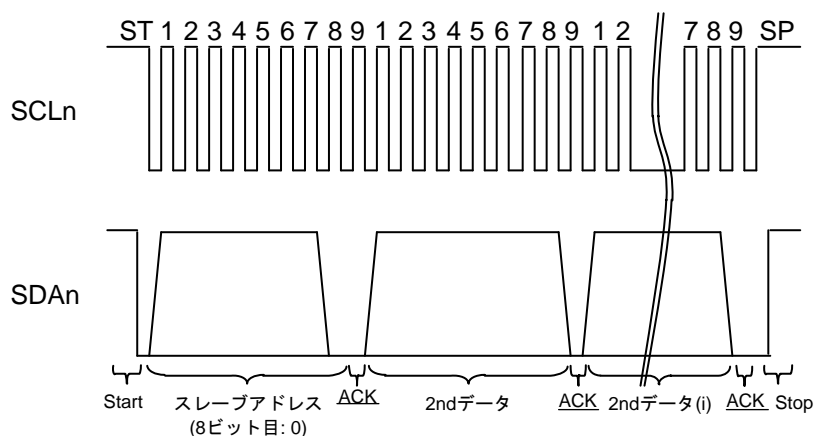 ST 1 2 3 4 5 6 7 8 9 1 2 3 4 5 6 7 8 9 1 2 7 8 9 SP
SCLn
SDAn
Start スレーブアドレス ACK 2ndデータ ACK 2ndデータ(i) ACK Stop
(8ビット目: 0)